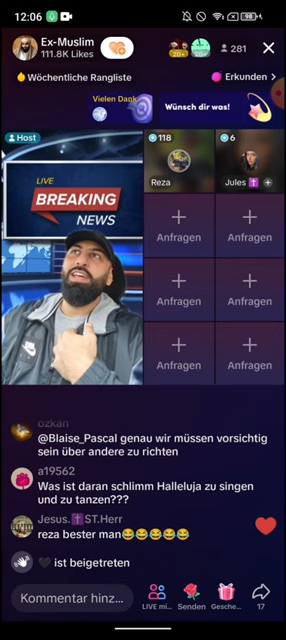 12:06
98
Ex-Muslim
111.8K Likes
20+
20+
281
Wöchentliche Rangliste
Erkunden >
Vielen Dank
Wünsch dir was!
Host
LIVE
BREAKING
NEWS
118
Reza
6
Jules ✝️ +
Anfragen
Anfragen
Anfragen
Anfragen
Anfragen
Anfragen
ozkan
@Blaise_Pascal genau wir müssen vorsichtig
sein über andere zu richten
a19562
Was ist daran schlimm Halleluja zu singen
und zu tanzen???
Jesus.✝️ST.Herr
reza bester man😂😂😂😂😂
🖤 ist beigetreten
Kommentar hinz...
LIVE mi...
Senden
Gesche...
17